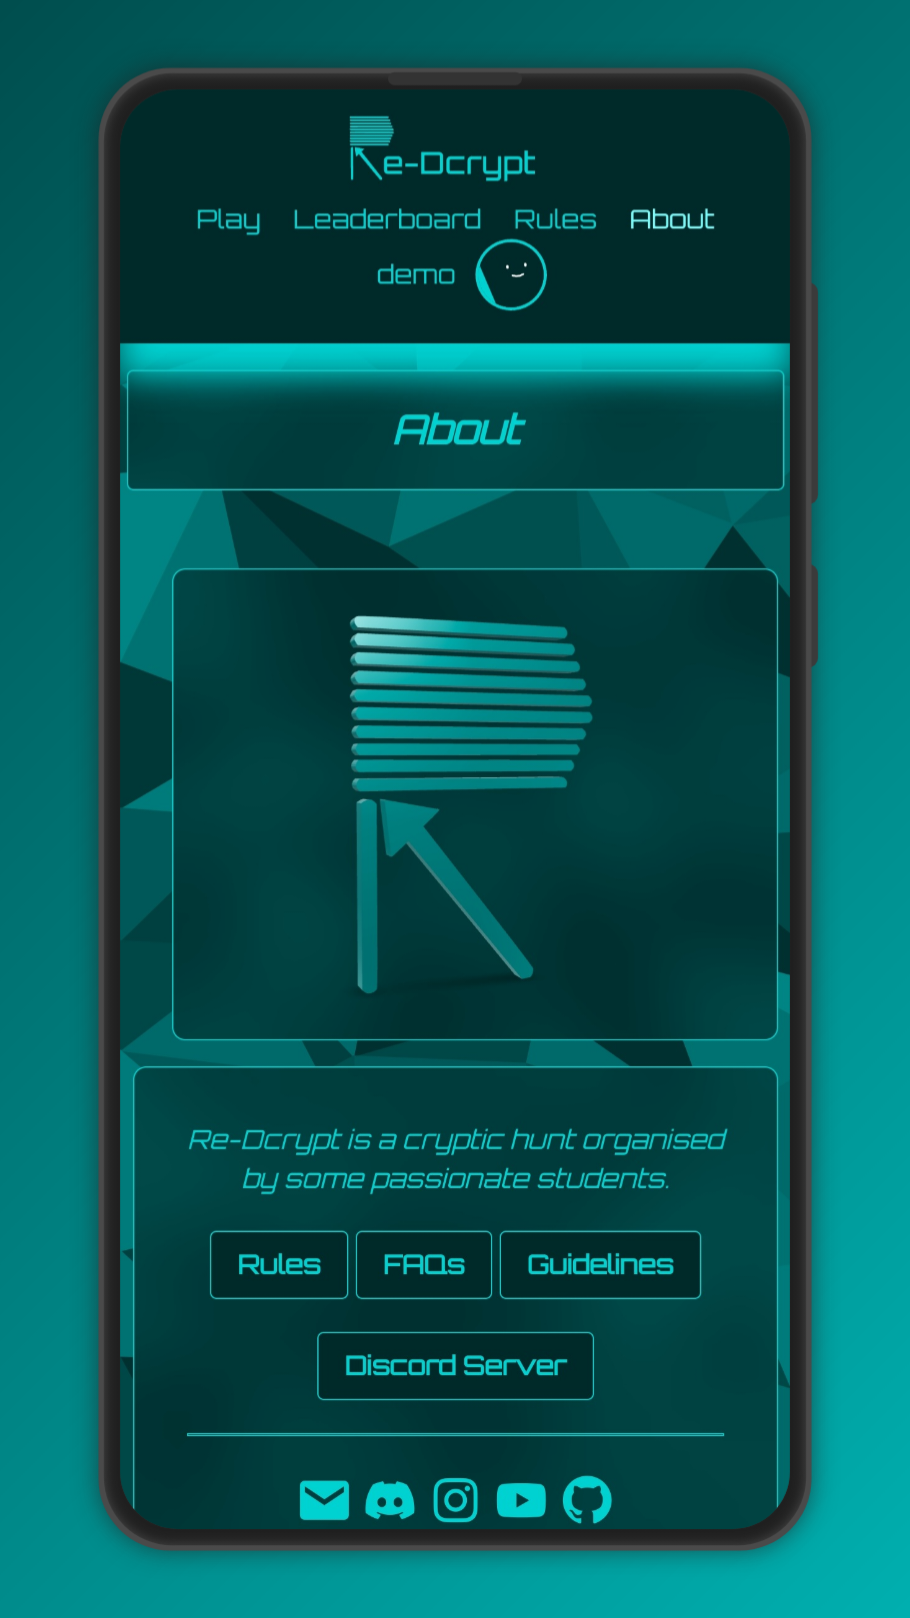 Re-Dcrypt
Play Leaderboard Rules About
demo
About
Re-Dcrypt is a cryptic hunt organised
by some passionate students.
Rules FAQs Guidelines
Discord Server